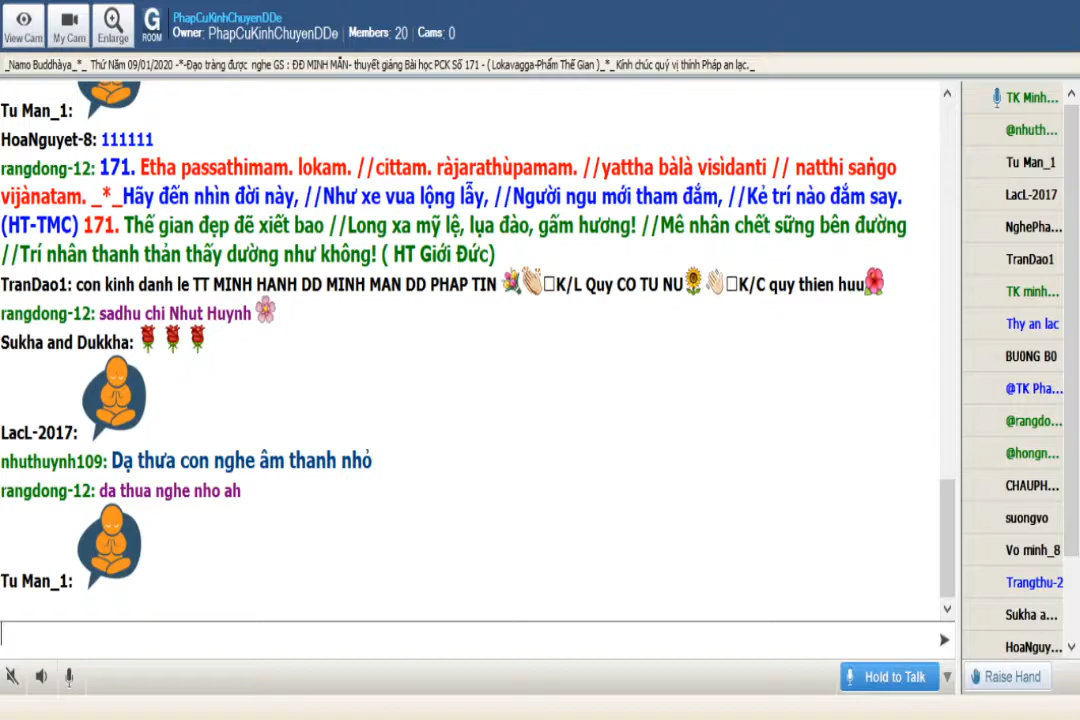 View Cam
My Cam
Enlarge
G
ROOM
PhapCuKinhChuyenDDe
Owner: PhapCuKinhChuyenDDe Members: 20 Cams: 0
_Namo Buddhàya_*_ Thứ Năm 09/01/2020 -*-Đạo tràng được nghe GS : ĐĐ MINH MẪN- thuyết giảng Bài học PCK Số 171 - ( Lokavagga-Phẩm Thế Gian )_*_Kính chúc quý vị thính Pháp an lạc._
Tu Man_1:
HoaNguyet-8: 111111
rangdong-12: 171. Etha passathimam. lokam. //cittam. ràjarathùpamam. //yattha bàlà visìdanti // natthi saṅgo
vijànatam. _*_Hãy đến nhìn đời này, //Như xe vua lộng lẫy, //Người ngu mới tham đắm, //Kẻ trí nào đắm say.
(HT-TMC) 171. Thế gian đẹp đẽ xiết bao //Long xa mỹ lệ, lụa đào, gấm hương! //Mê nhân chết sững bên đường
//Trí nhân thanh thản thấy dường như không! ( HT Giới Đức)
TranDao1: con kinh danh le TT MINH HANH DD MINH MAN DD PHAP TIN 💐👏□K/L Quy CO TU NU🌻👏□K/C quy thien huu🌺
rangdong-12: sadhu chi Nhut Huynh 🌸
Sukha and Dukkha: 🌹 🌹 🌹
LacL-2017:
nhuthuynh109: Dạ thưa con nghe âm thanh nhỏ
rangdong-12: da thua nghe nho ah
Tu Man_1:
Hold to Talk
TK Minh...
@nhuth...
Tu Man_1
LacL-2017
NghePha...
TranDao1
TK minh...
Thy an lac
BUONG BO
@TK Pha...
@rangdo...
@hongn...
CHAUPH...
suongvo
Vo minh_8
Trangthu-2
Sukha a...
HoaNguy...
Raise Hand